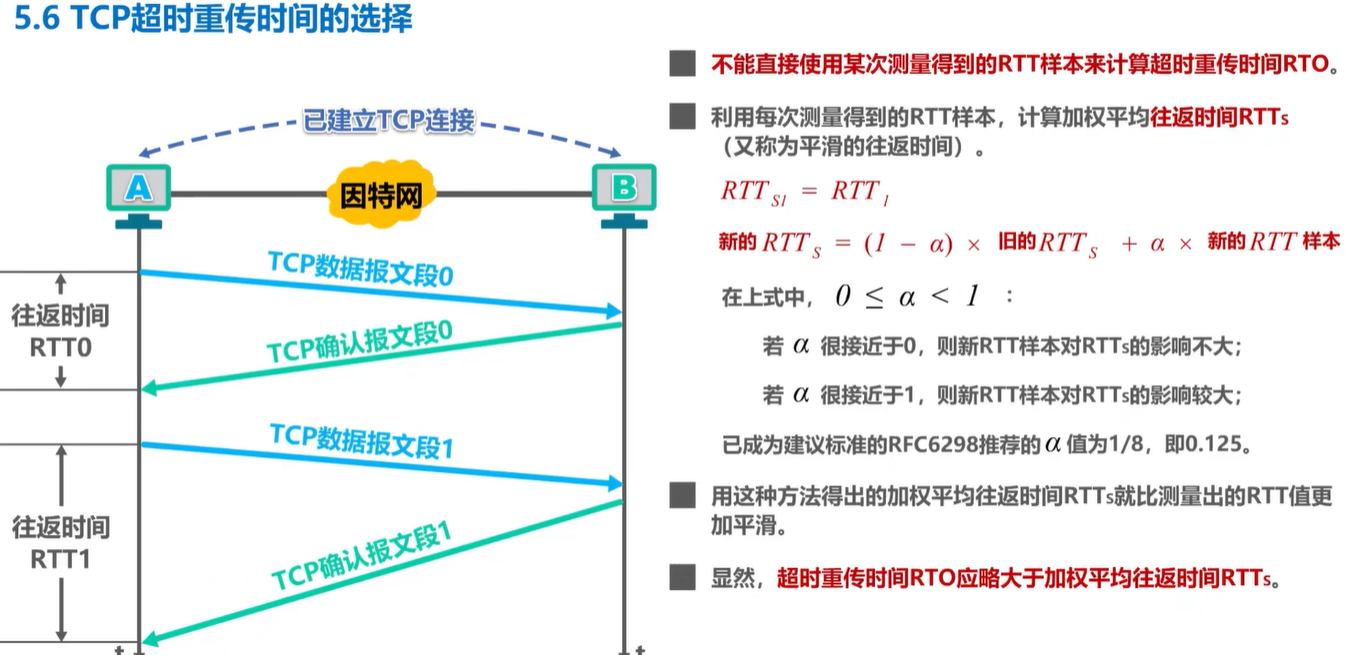 5.6 TCP超时重传时间的选择
已建立TCP连接
A
因特网
B
TCP数据报文段0
往返时间
RTT0
TCP确认报文段0
TCP数据报文段1
往返时间
RTT1
TCP确认报文段1
t
t
不能直接使用某次测量得到的RTT样本来计算超时重传时间RTO。
利用每次测量得到的RTT样本，计算加权平均往返时间RTTs
（又称为平滑的往返时间）。
RTT S1 = RTT 1
新的 RTT S = (1 - α) × 旧的 RTT S + α × 新的 RTT 样本
在上式中， 0 ≤ α < 1 ：
若 α 很接近于0，则新RTT样本对RTTs的影响不大；
若 α 很接近于1，则新RTT样本对RTTs的影响较大；
已成为建议标准的RFC6298推荐的 α 值为1/8，即0.125。
用这种方法得出的加权平均往返时间RTTs就比测量出的RTT值更
加平滑。
显然，超时重传时间RTO应略大于加权平均往返时间RTTs。